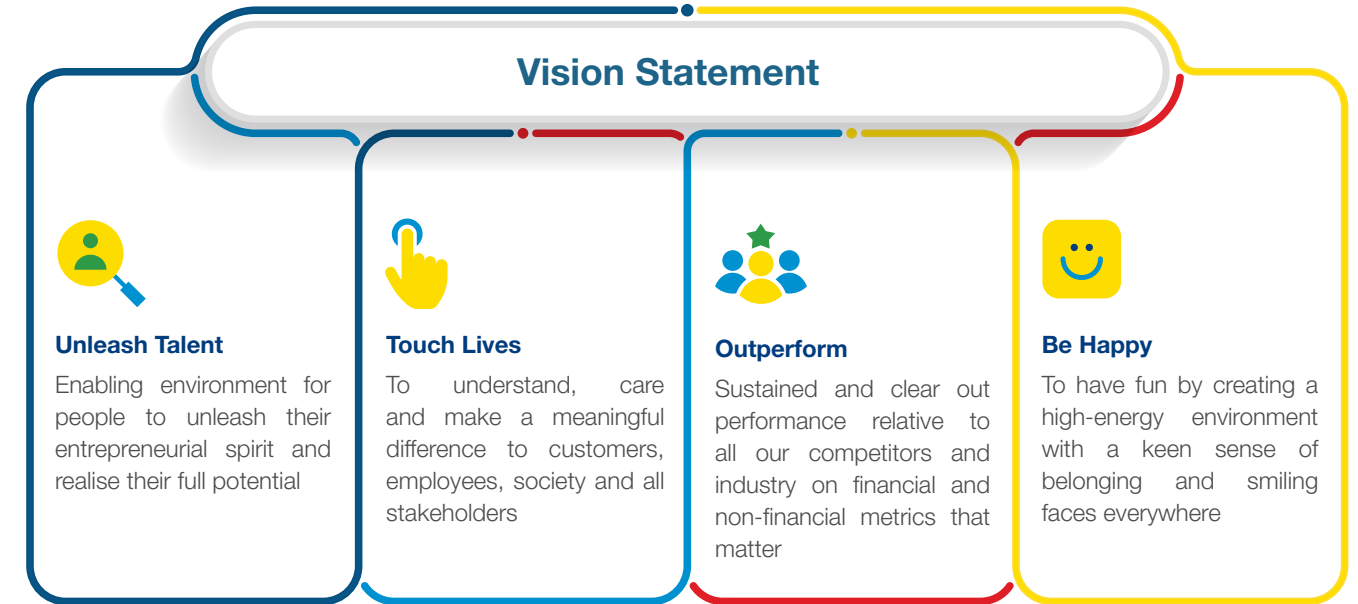 Vision Statement
Unleash Talent
Enabling environment for
people to unleash their
entrepreneurial spirit and
realise their full potential
Touch Lives
To understand, care
and make a meaningful
difference to customers,
employees, society and all
stakeholders
Outperform
Sustained and clear out
performance relative to
all our competitors and
industry on financial and
non-financial metrics that
matter
Be Happy
To have fun by creating a
high-energy environment
with a keen sense of
belonging and smiling
faces everywhere